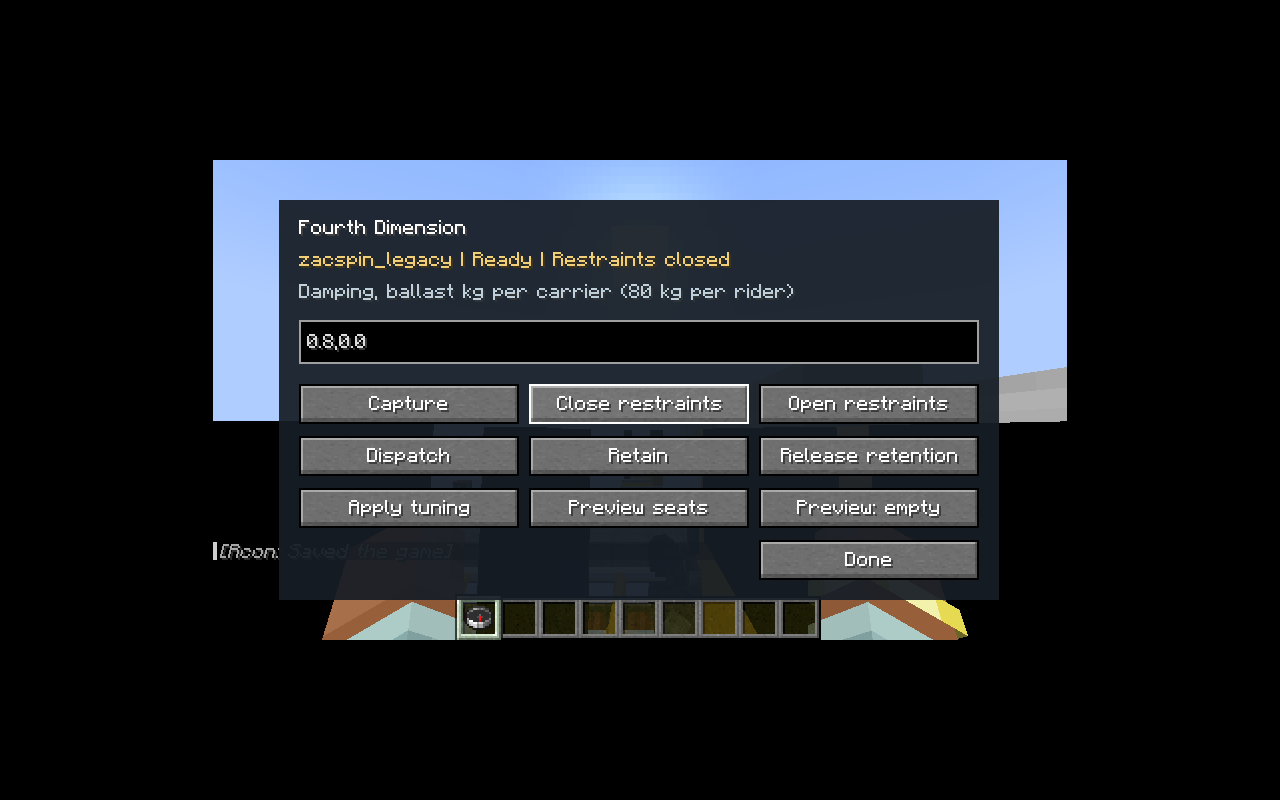 Fourth Dimension
zacspin_legacy | Ready | Restraints closed
Damping, ballast kg per carrier (80 kg per rider)
0.8,0.0
Capture Close restraints Open restraints
Dispatch Retain Release retention
Apply tuning Preview seats Preview: empty
[Rcon: Saved the game]
Done